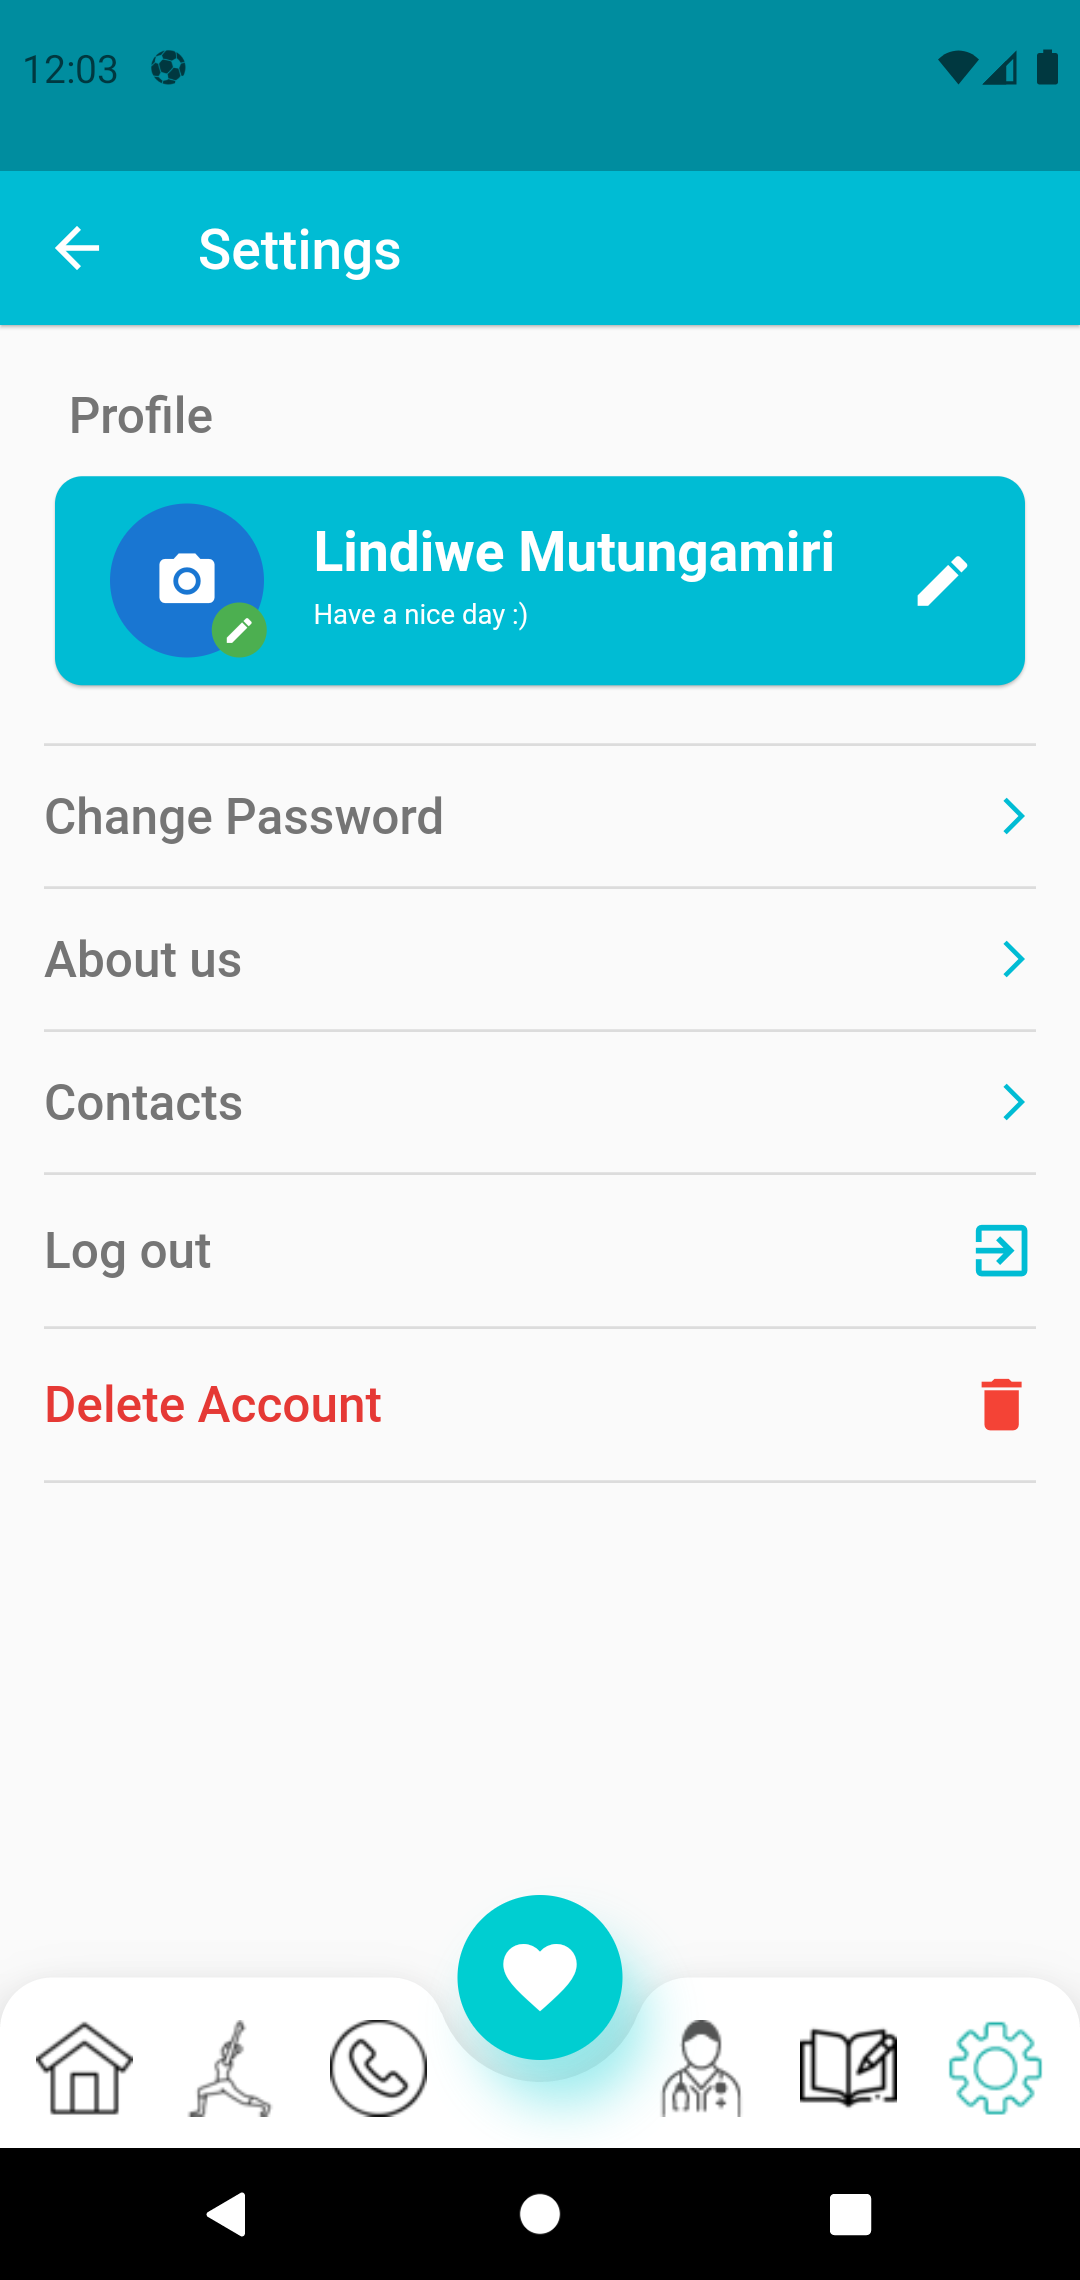 12:03
Settings
Profile
Lindiwe Mutungamiri
Have a nice day :)
Change Password
About us
Contacts
Log out
Delete Account